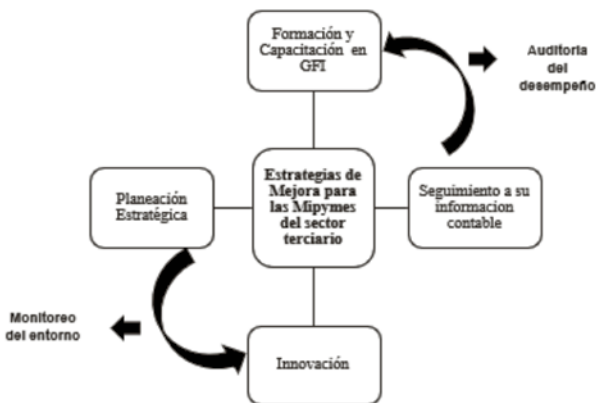 Formación y
Capacitación en
GFI
Auditoria
del
desempeño
Planeación
Estratégica
Estrategias de
Mejora para
las Mipymes
del sector
terciario
Seguimiento a su
informacion
contable
Monitoreo
del entorno
Innovación